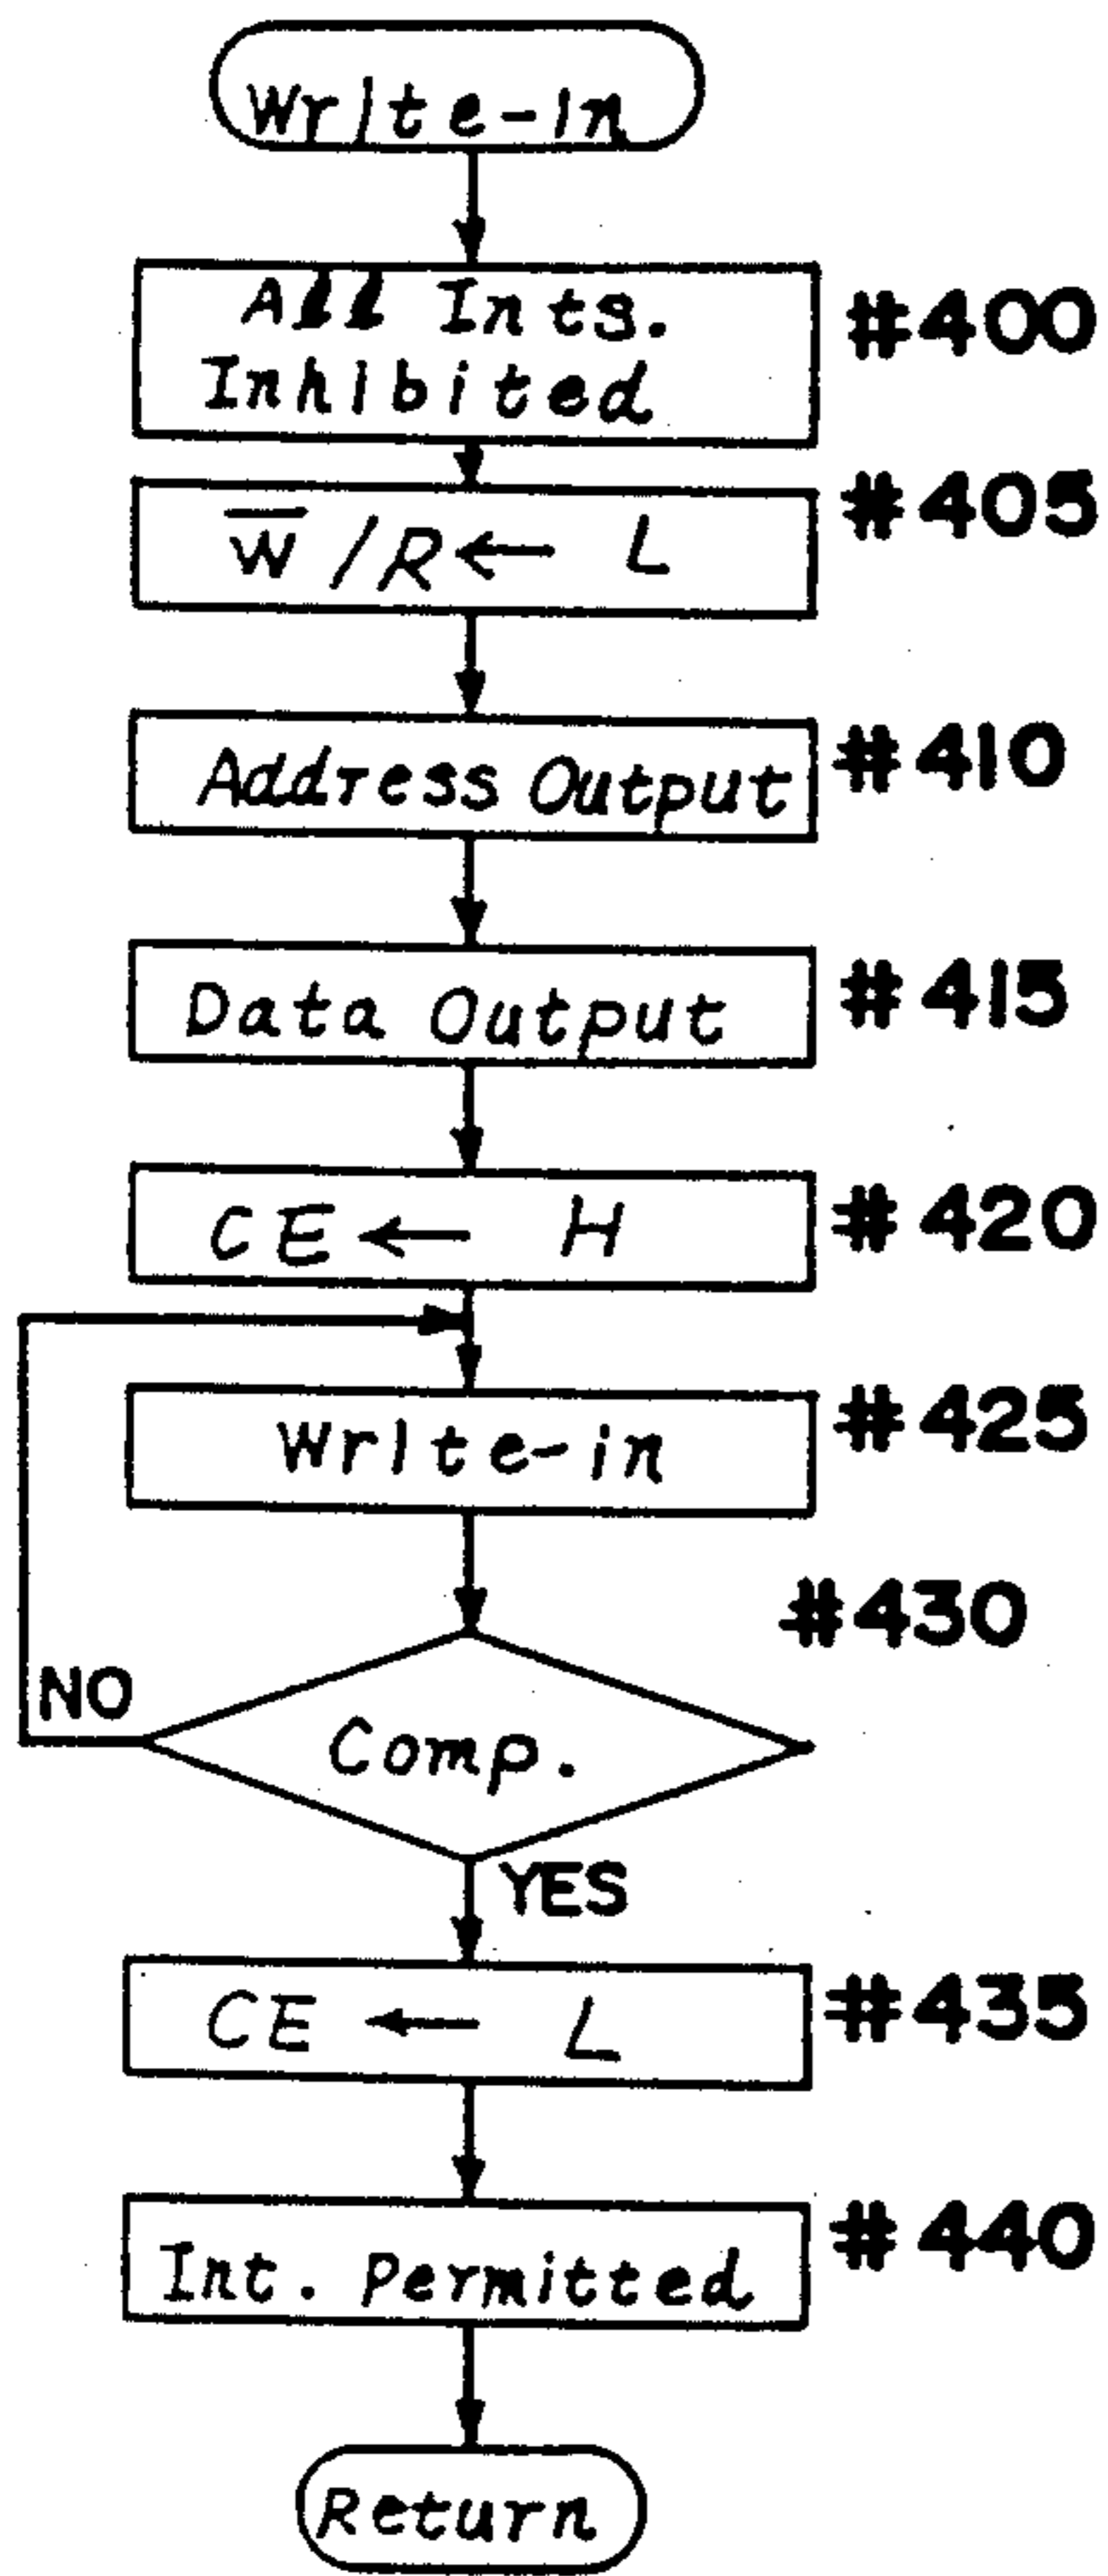 Write-in
All Ints.
Inhibited
#400
W̅/R ← L
#405
Address Output
#410
Data Output
#415
CE ← H
#420
Write-in
#425
#430
NO
Comp.
YES
CE ← L
#435
Int. Permitted
#440
Return